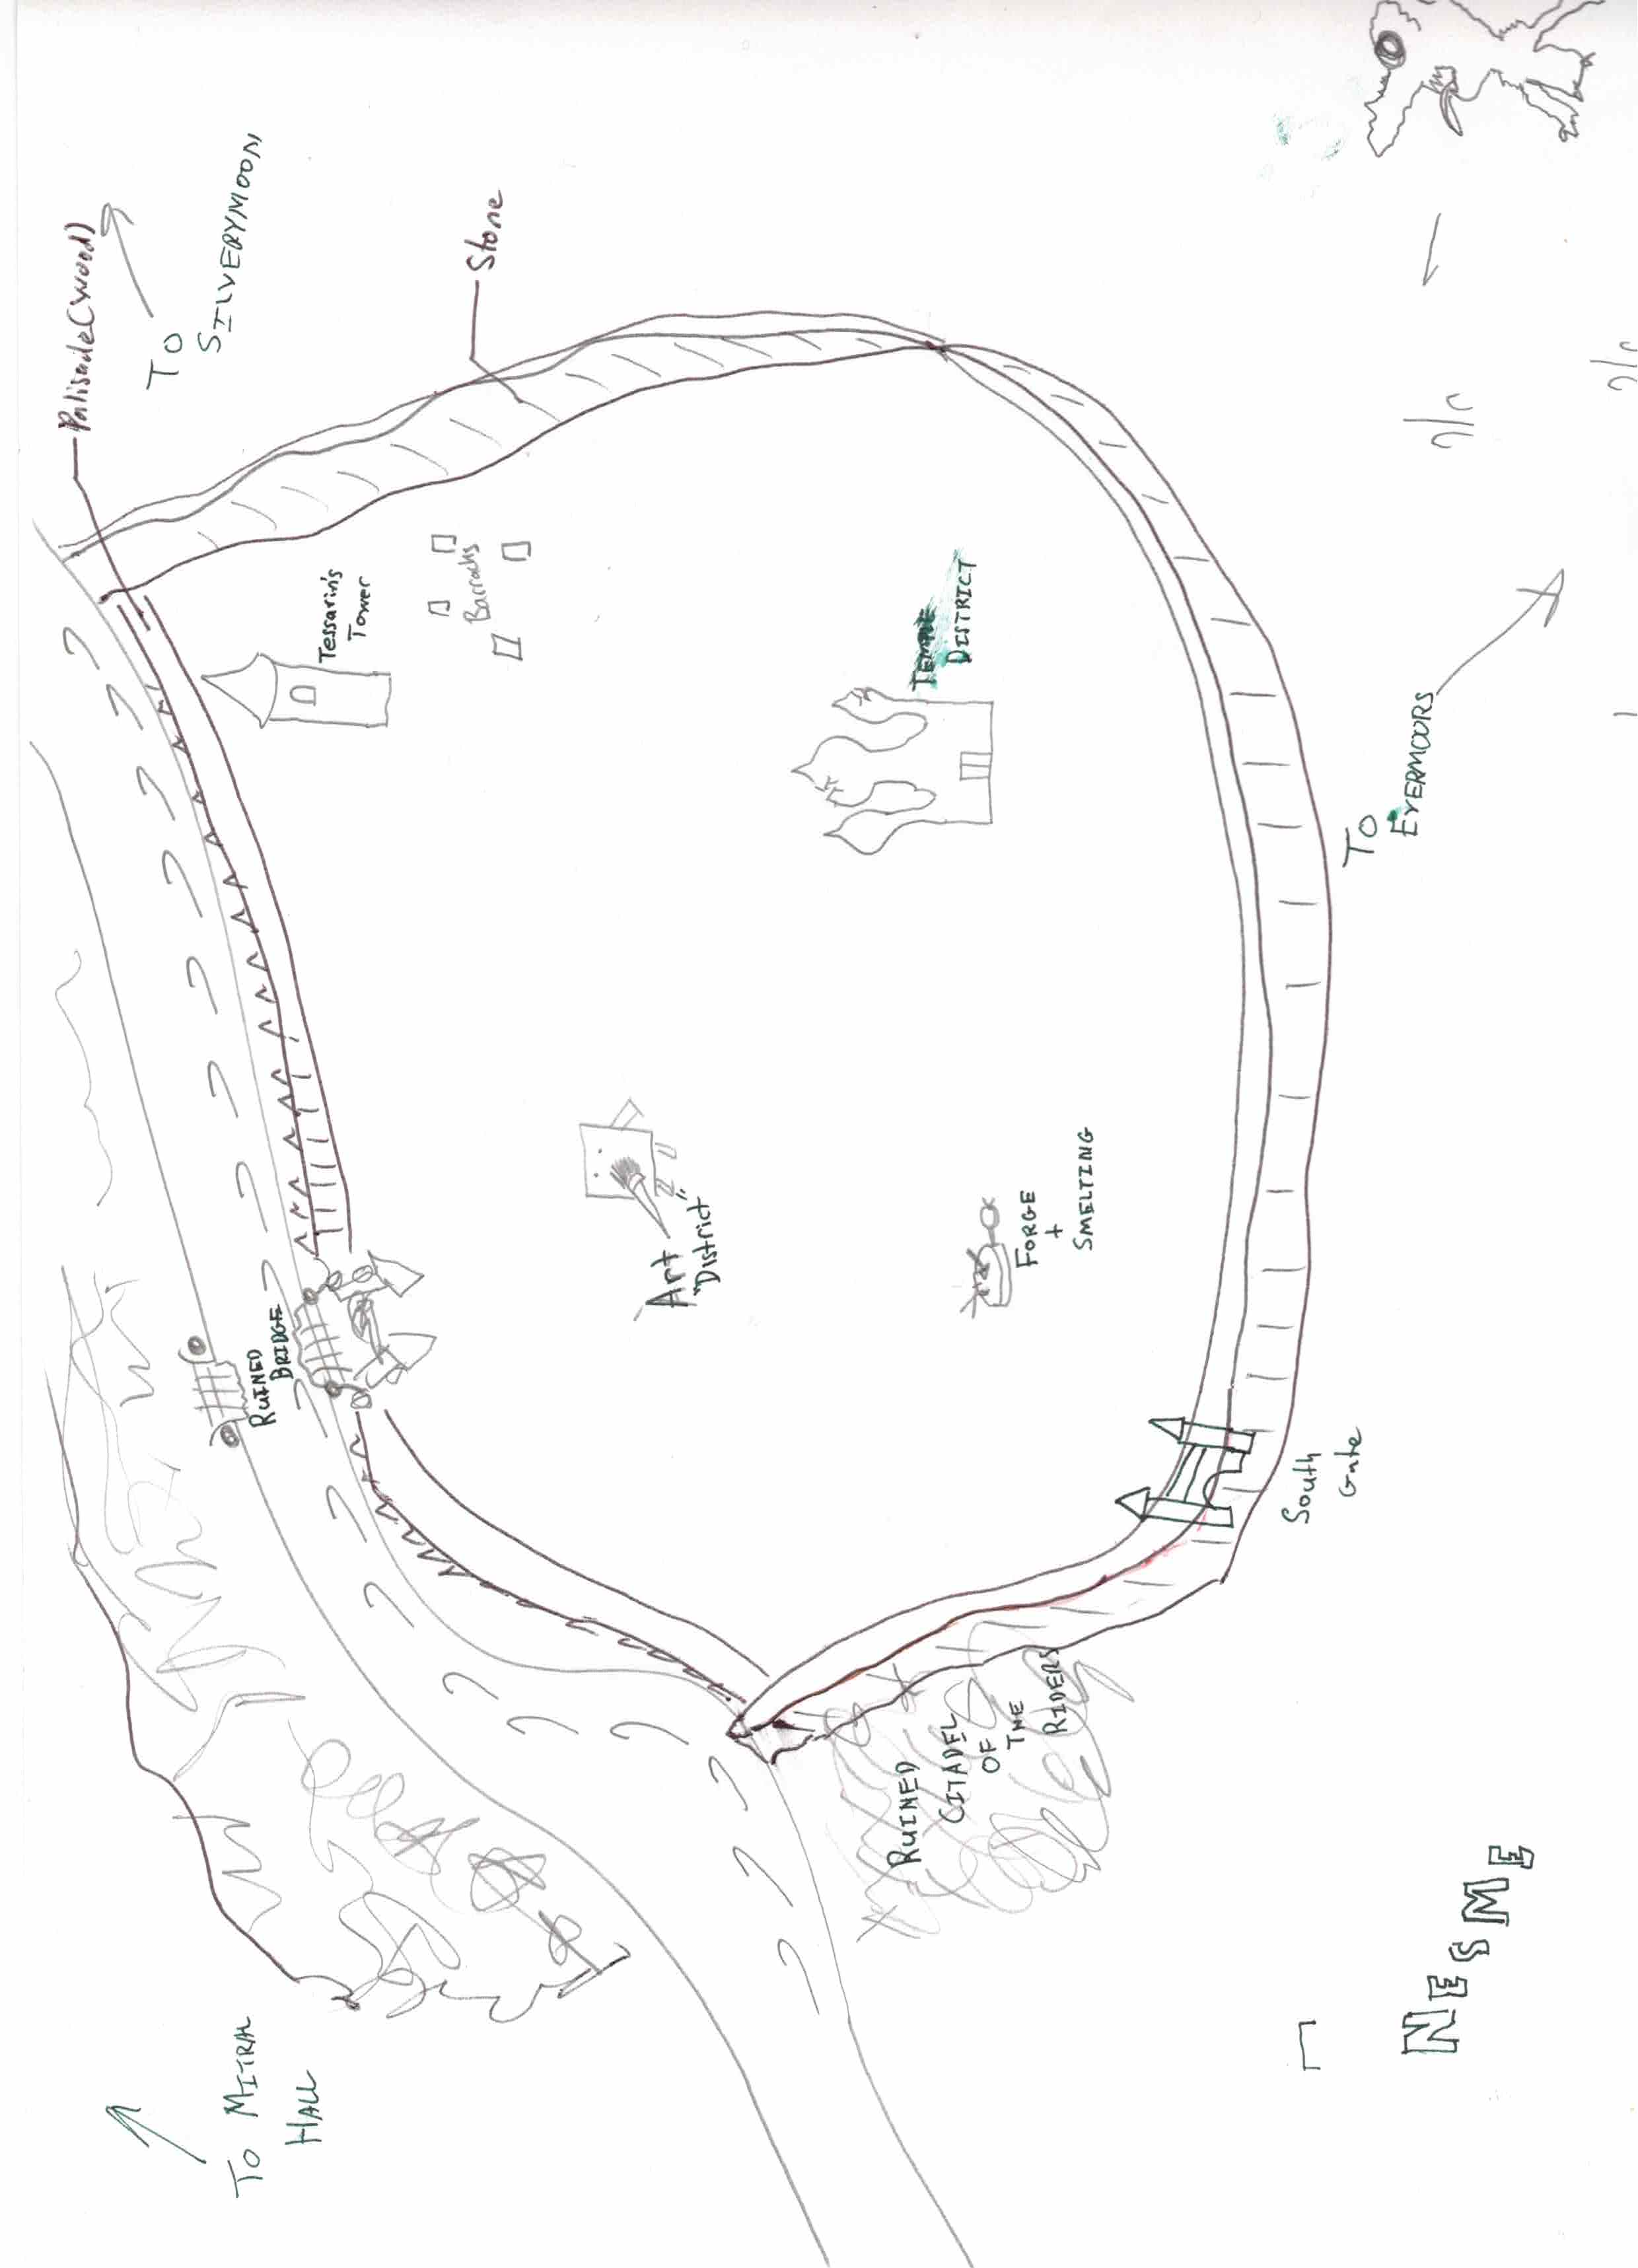 Palisade (Wood)
To Mitral
Hall
To
Silverymoon
Ruined
Bridge
Tessarin's
Tower
Barracks
Stone
Art
"District"
Temple
District
Ruined
Citadel
of
the
Riders
Forge
+
Smelting
South
Gate
To
Evermoors
Nesme